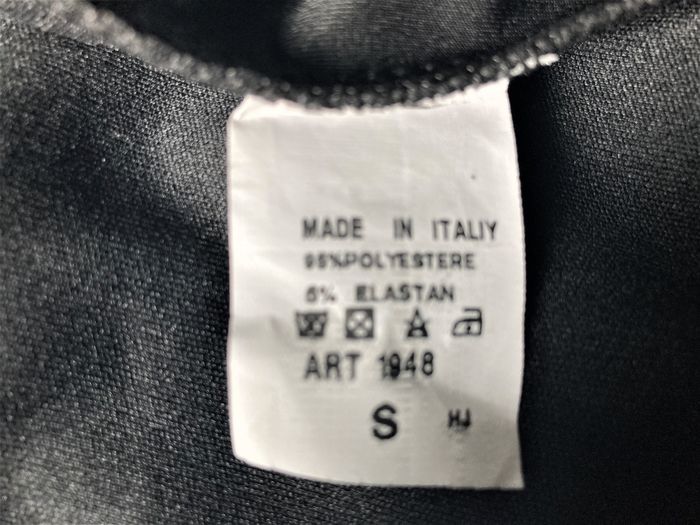 MADE IN ITALIY
95%POLYESTERE
5% ELASTAN
ART 1948
S HJ